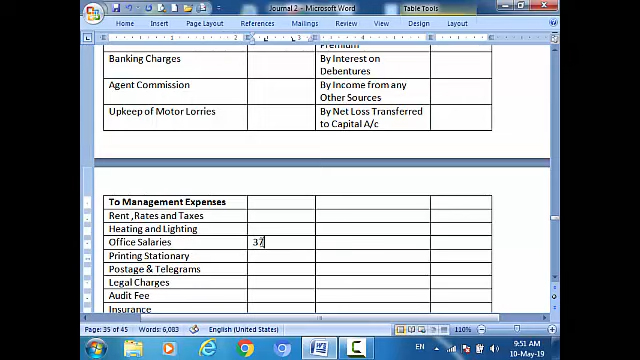 Journal 2 - Microsoft Word
Table Tools
Home Insert Page Layout References Mailings Review View Design Layout
Premium
Banking Charges
By Interest on
Debentures
Agent Commission
By Income from any
Other Sources
Upkeep of Motor Lorries
By Net Loss Transferred
to Capital A/c
To Management Expenses
Rent ,Rates and Taxes
Heating and Lighting
Office Salaries 37
Printing Stationary
Postage & Telegrams
Legal Charges
Audit Fee
Insurance
Page: 35 of 45 Words: 6,083 English (United States) 110%
EN 9:51 AM
10-May-19